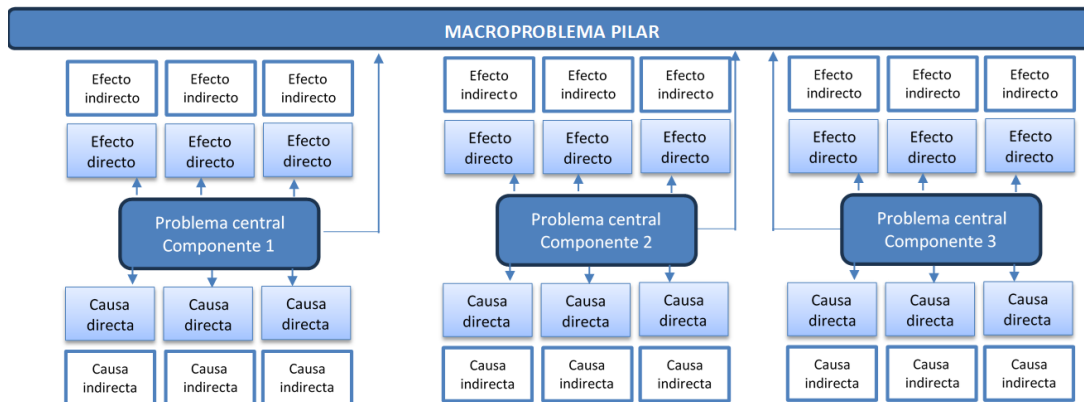 MACROPROBLEMA PILAR
Efecto
indirecto
Efecto
indirecto
Efecto
indirecto
Efecto
directo
Efecto
directo
Efecto
directo
Problema central
Componente 1
Causa
directa
Causa
directa
Causa
directa
Causa
indirecta
Causa
indirecta
Causa
indirecta
Efecto
indirecto
Efecto
indirecto
Efecto
indirecto
Efecto
directo
Efecto
directo
Efecto
directo
Problema central
Componente 2
Causa
directa
Causa
directa
Causa
directa
Causa
indirecta
Causa
indirecta
Causa
indirecta
Efecto
indirecto
Efecto
indirecto
Efecto
indirecto
Efecto
directo
Efecto
directo
Efecto
directo
Problema central
Componente 3
Causa
directa
Causa
directa
Causa
directa
Causa
indirecta
Causa
indirecta
Causa
indirecta